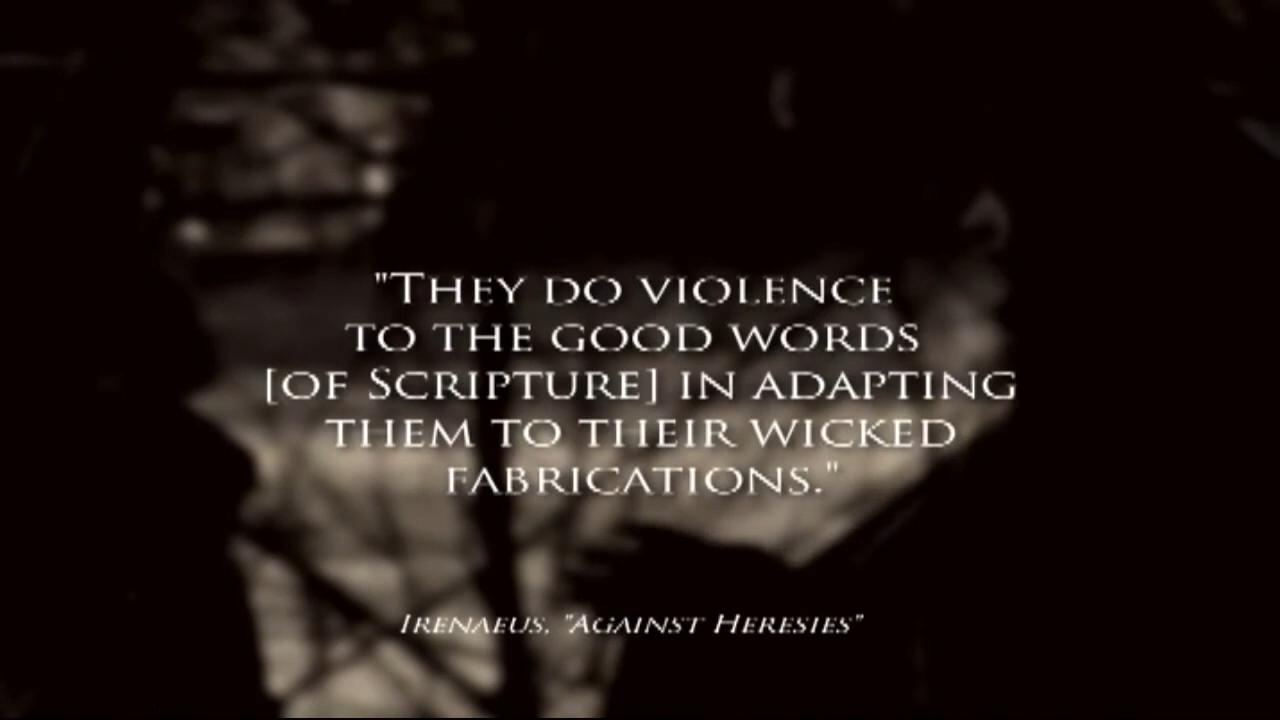 "They do violence
to the good words
[of Scripture] in adapting
them to their wicked
fabrications."
Irenaeus, "Against Heresies"